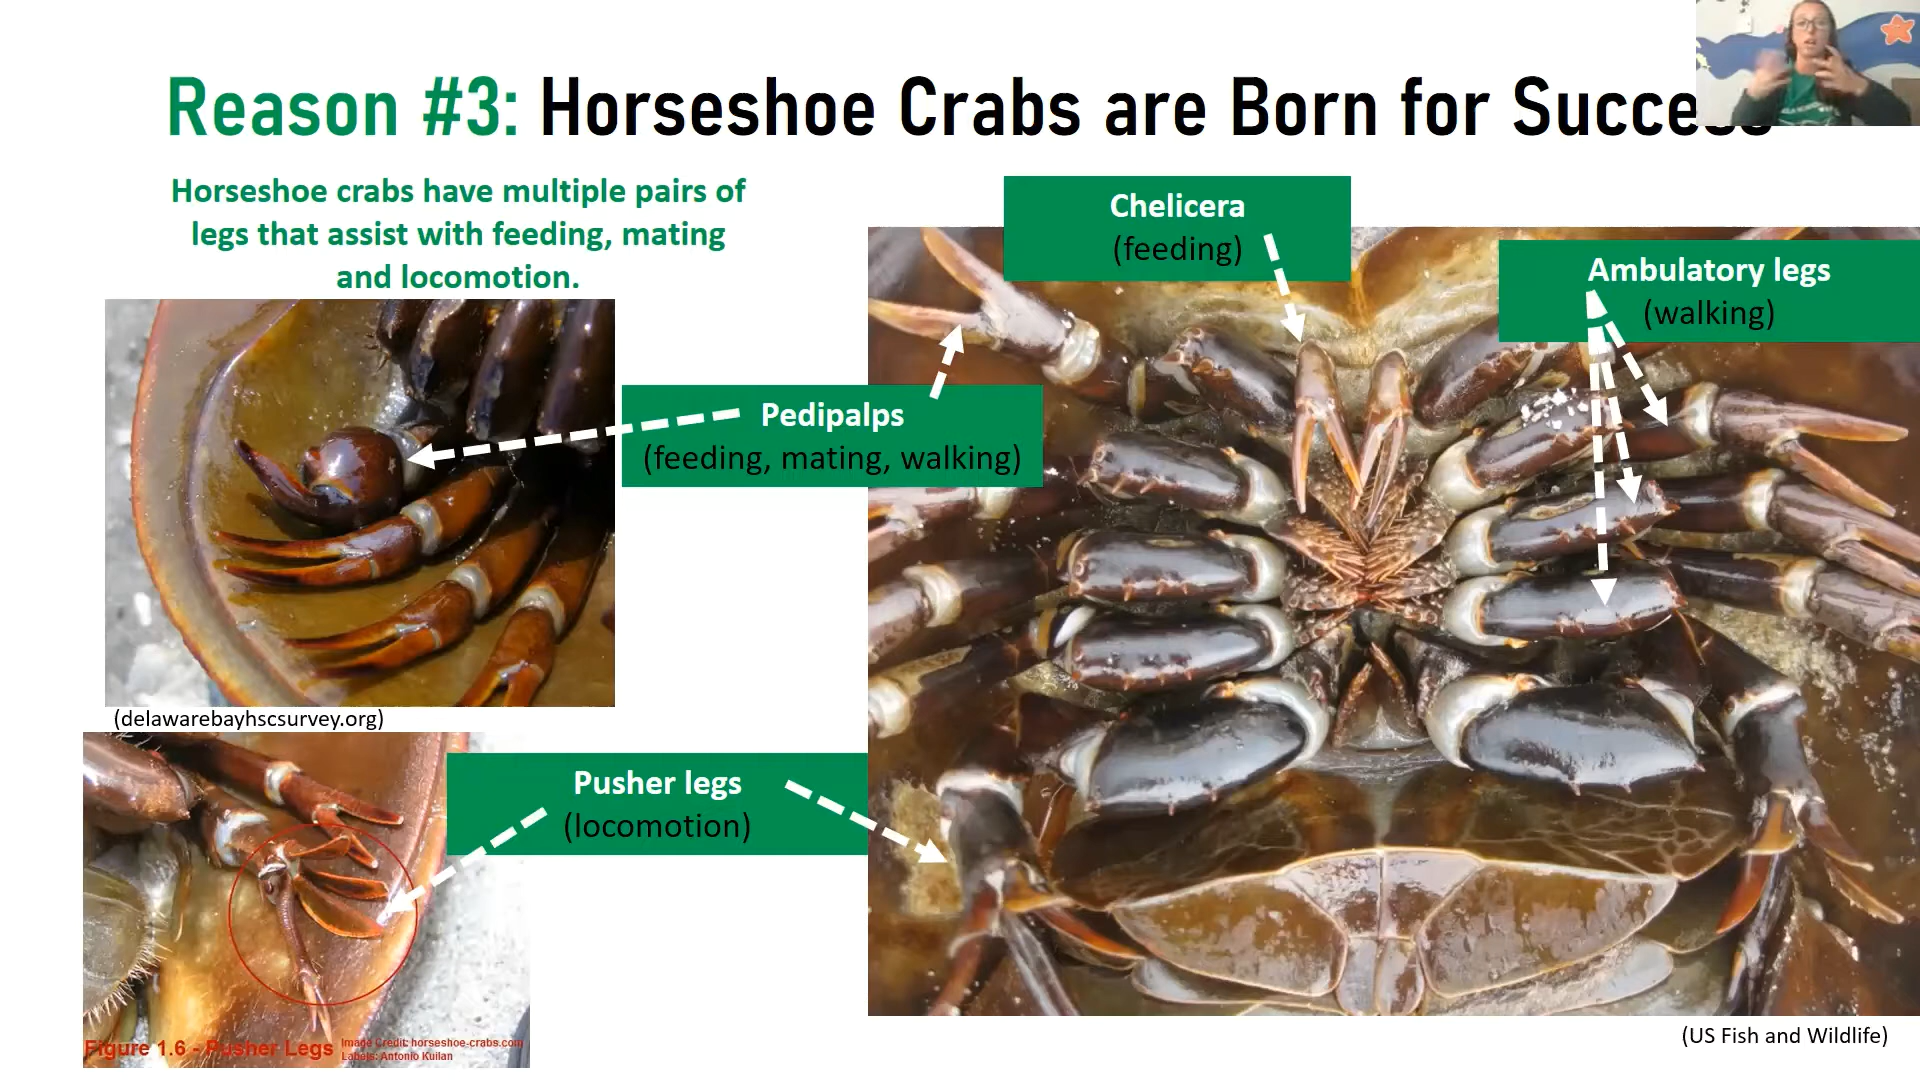 Reason #3: Horseshoe Crabs are Born for Success
Horseshoe crabs have multiple pairs of
legs that assist with feeding, mating
and locomotion.
Chelicera
(feeding)
Ambulatory legs
(walking)
Pedipalps
(feeding, mating, walking)
(delawarebayhscsurvey.org)
Pusher legs
(locomotion)
Figure 1.6 - Pusher Legs
Image Credit: horseshoe-crabs.com
Labels: Antonio Kuilan
(US Fish and Wildlife)